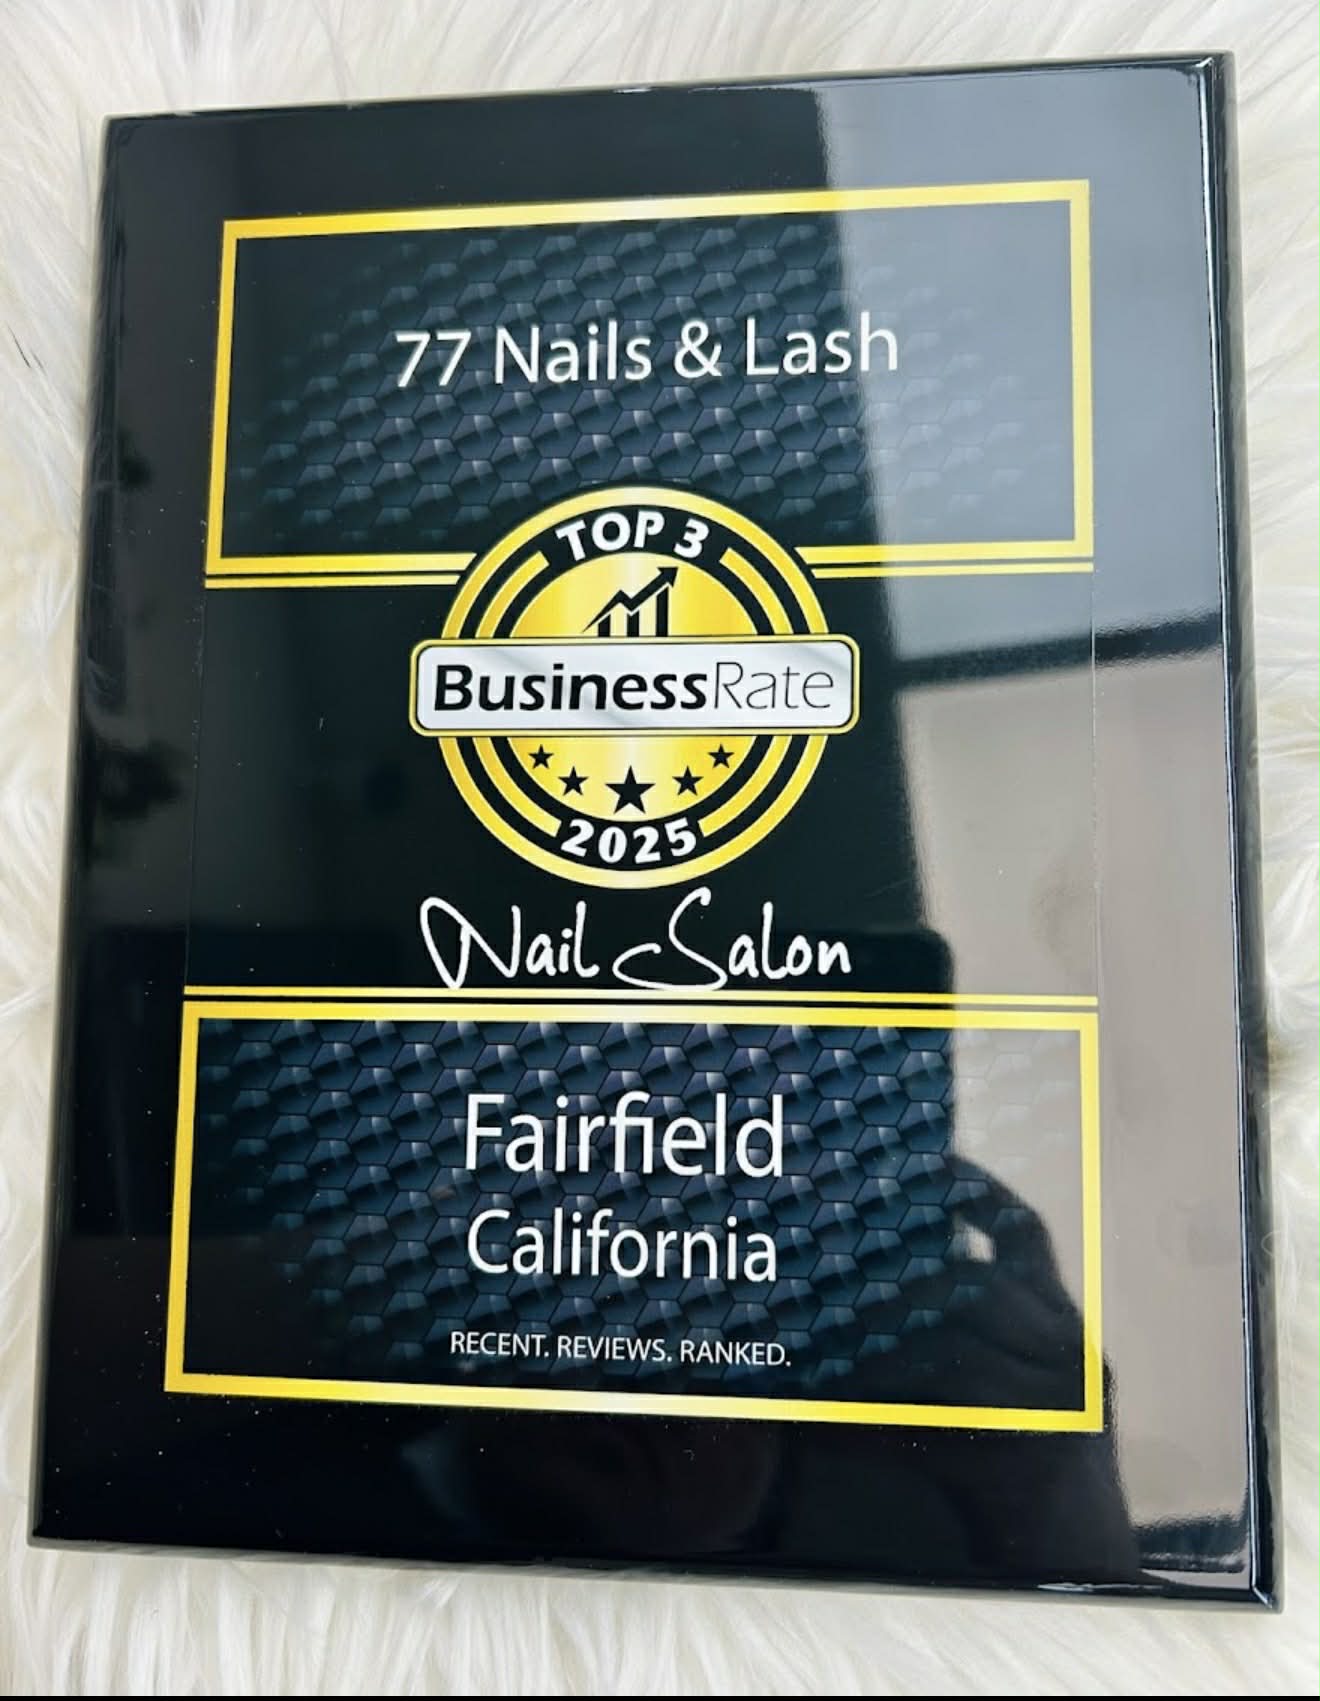 77 Nails & Lash
TOP 3
BusinessRate
2025
Nail Salon
Fairfield
California
RECENT. REVIEWS. RANKED.